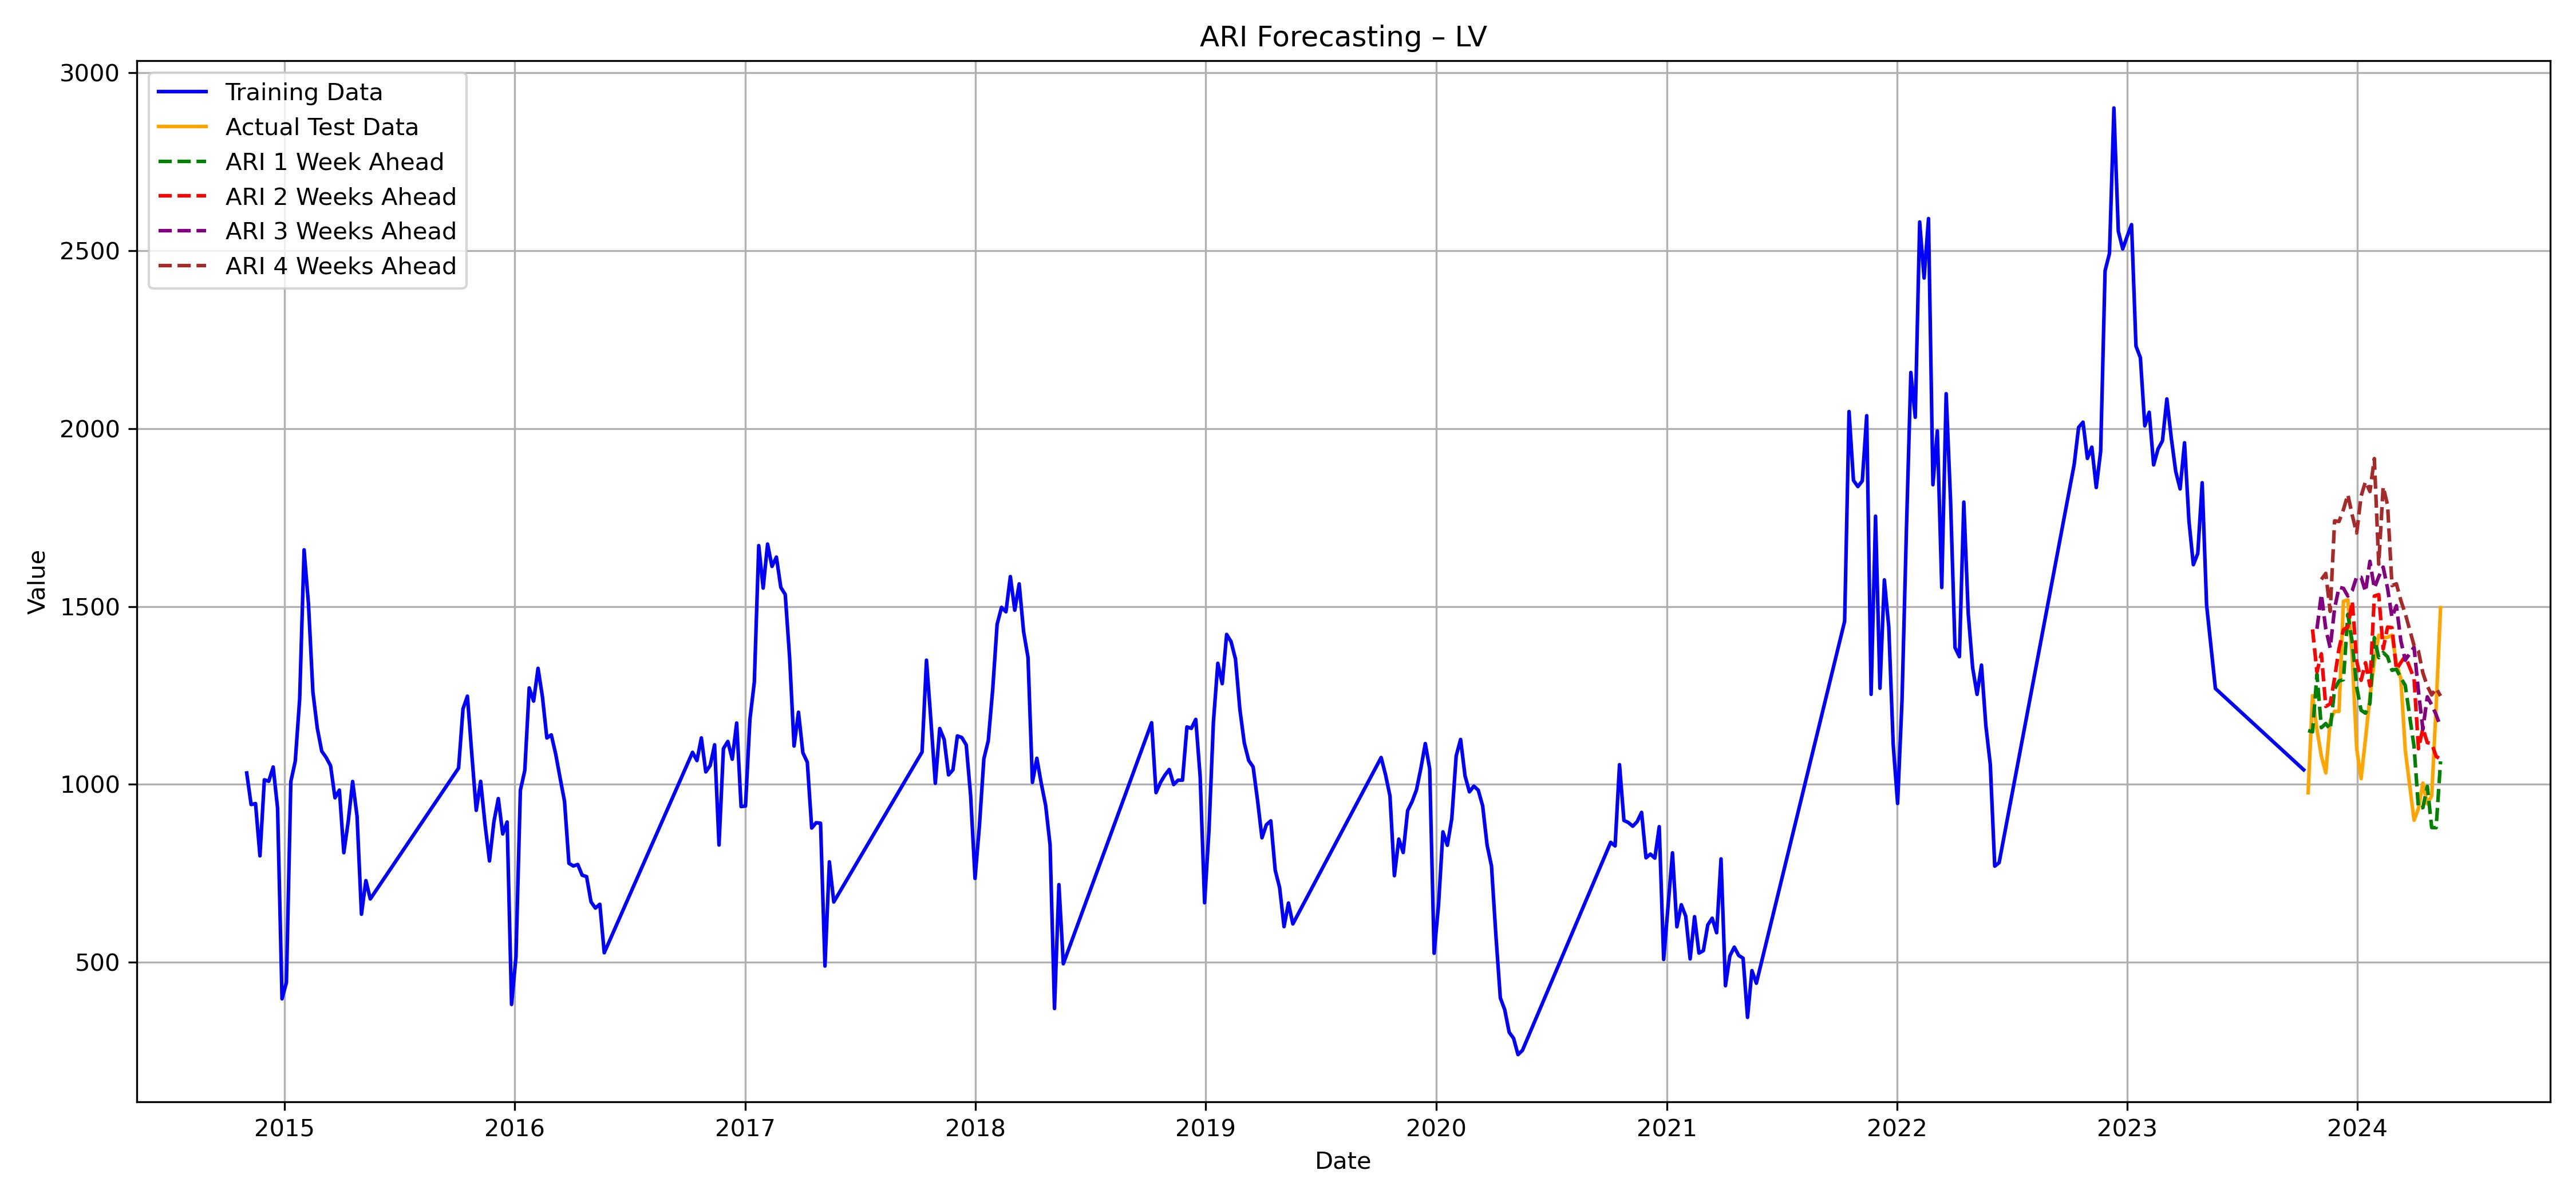 ARI Forecasting – LV
Training Data
Actual Test Data
ARI 1 Week Ahead
ARI 2 Weeks Ahead
ARI 3 Weeks Ahead
ARI 4 Weeks Ahead
3000
2500
2000
1500
1000
500
Value
2015 2016 2017 2018 2019 2020 2021 2022 2023 2024
Date